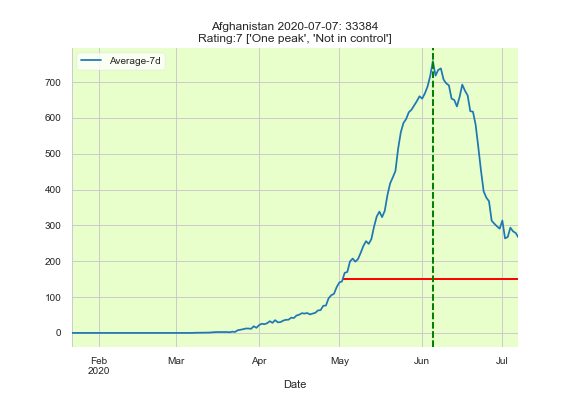 Afghanistan 2020-07-07: 33384
Rating:7 ['One peak', 'Not in control']
Average-7d
700
600
500
400
300
200
100
0
Feb
2020
Mar
Apr
May
Jun
Jul
Date